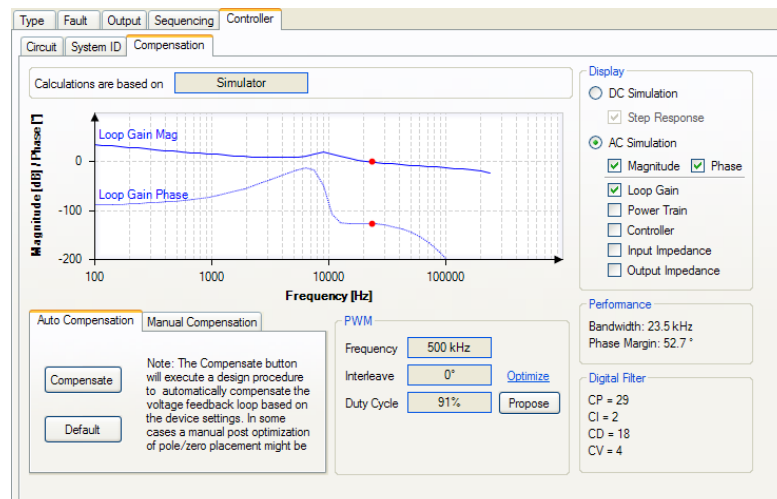 Type Fault Output Sequencing Controller
Circuit System ID Compensation
Calculations are based on Simulator
Magnitude [dB] / Phase [°]
Loop Gain Mag
0
Loop Gain Phase
-100
-200
100 1000 10000 100000
Frequency [Hz]
Display
DC Simulation
Step Response
AC Simulation
Magnitude Phase
Loop Gain
Power Train
Controller
Input Impedance
Output Impedance
Performance
Bandwidth: 23.5 kHz
Phase Margin: 52.7 °
Digital Filter
CP = 29
CI = 2
CD = 18
CV = 4
Auto Compensation Manual Compensation
Compensate
Default
Note: The Compensate button
will execute a design procedure
to automatically compensate the
voltage feedback loop based on
the device settings. In some
cases a manual post optimization
of pole/zero placement might be
PWM
Frequency 500 kHz
Interleave 0° Optimize
Duty Cycle 91% Propose